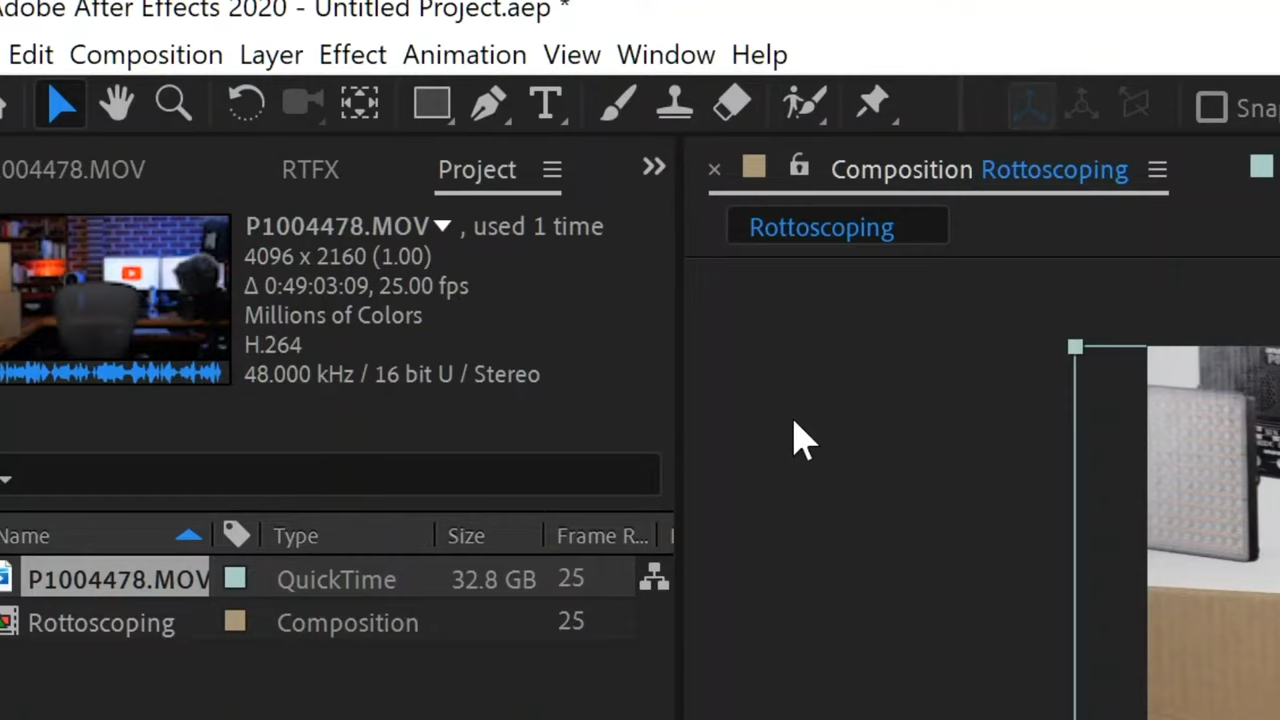 Adobe After Effects 2020 - Untitled Project.aep *
Edit Composition Layer Effect Animation View Window Help
Sna
004478.MOV RTFX Project
Composition Rottoscoping
P1004478.MOV , used 1 time
Rottoscoping
4096 x 2160 (1.00)
Δ 0:49:03:09, 25.00 fps
Millions of Colors
H.264
48.000 kHz / 16 bit U / Stereo
Name Type Size Frame R...
P1004478.MOV QuickTime 32.8 GB 25
Rottoscoping Composition 25